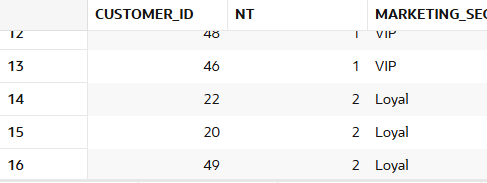 CUSTOMER_ID NT MARKETING_SEG
12 48 1 VIP
13 46 1 VIP
14 22 2 Loyal
15 20 2 Loyal
16 49 2 Loyal